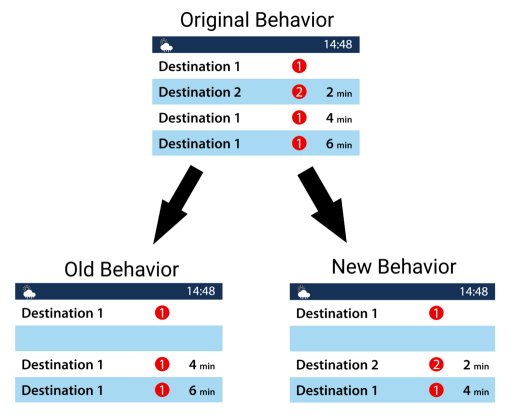 Original Behavior
14:48
Destination 1 1
Destination 2 2 2 min
Destination 1 1 4 min
Destination 1 1 6 min
Old Behavior
14:48
Destination 1 1
Destination 1 1 4 min
Destination 1 1 6 min
New Behavior
14:48
Destination 1 1
Destination 2 2 2 min
Destination 1 1 4 min